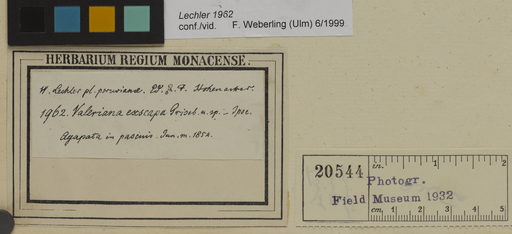 Lechler 1962
conf./vid. F. Weberling (Ulm) 6/1999
HERBARIUM REGIUM MONACENSE.
W. Lechler pl. peruvianæ. Ed. R. F. Hohenacker.
1962. Valeriana exscapa Griseb. n. sp. –
Agapata in pascuis. Jun. m. 1854.
20544
Photogr.
Field Museum 1932
in. 1 2
cm. 1 2 3 4 5